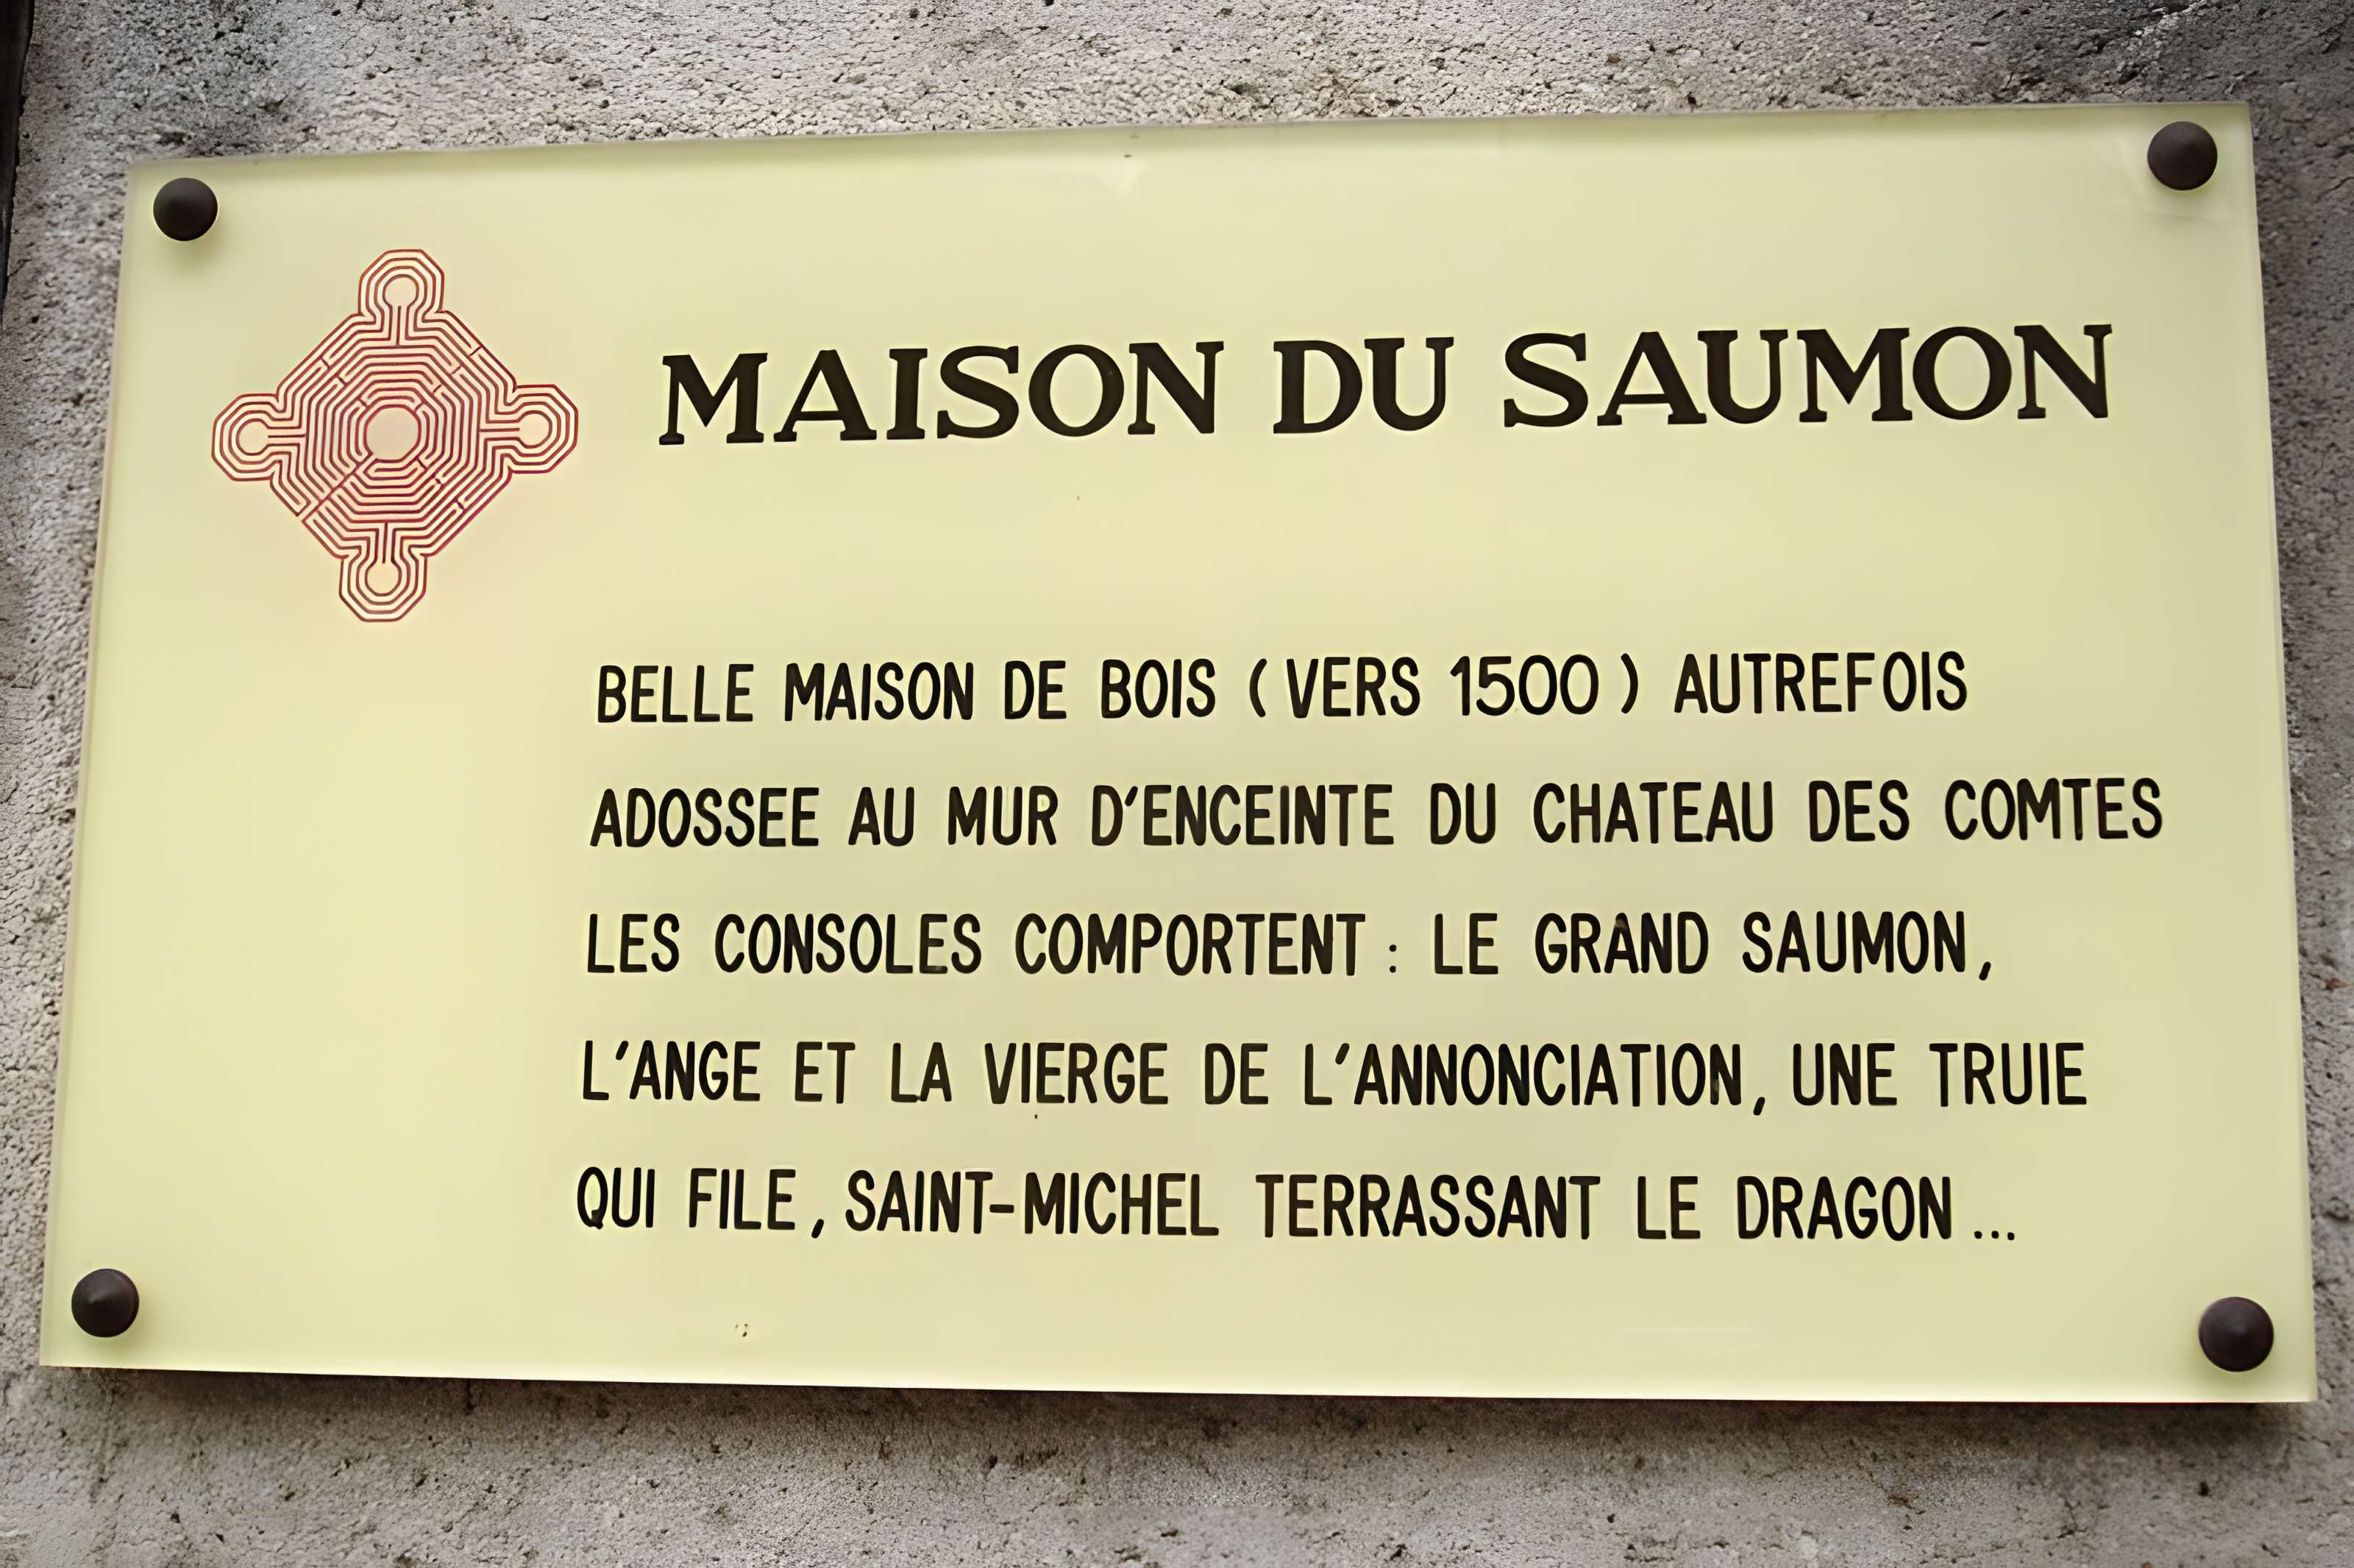 MAISON DU SAUMON
BELLE MAISON DE BOIS (VERS 1500) AUTREFOIS
ADOSSEE AU MUR D'ENCEINTE DU CHATEAU DES COMTES
LES CONSOLES COMPORTENT : LE GRAND SAUMON,
L'ANGE ET LA VIERGE DE L'ANNONCIATION, UNE TRUIE
QUI FILE, SAINT-MICHEL TERRASSANT LE DRAGON ...